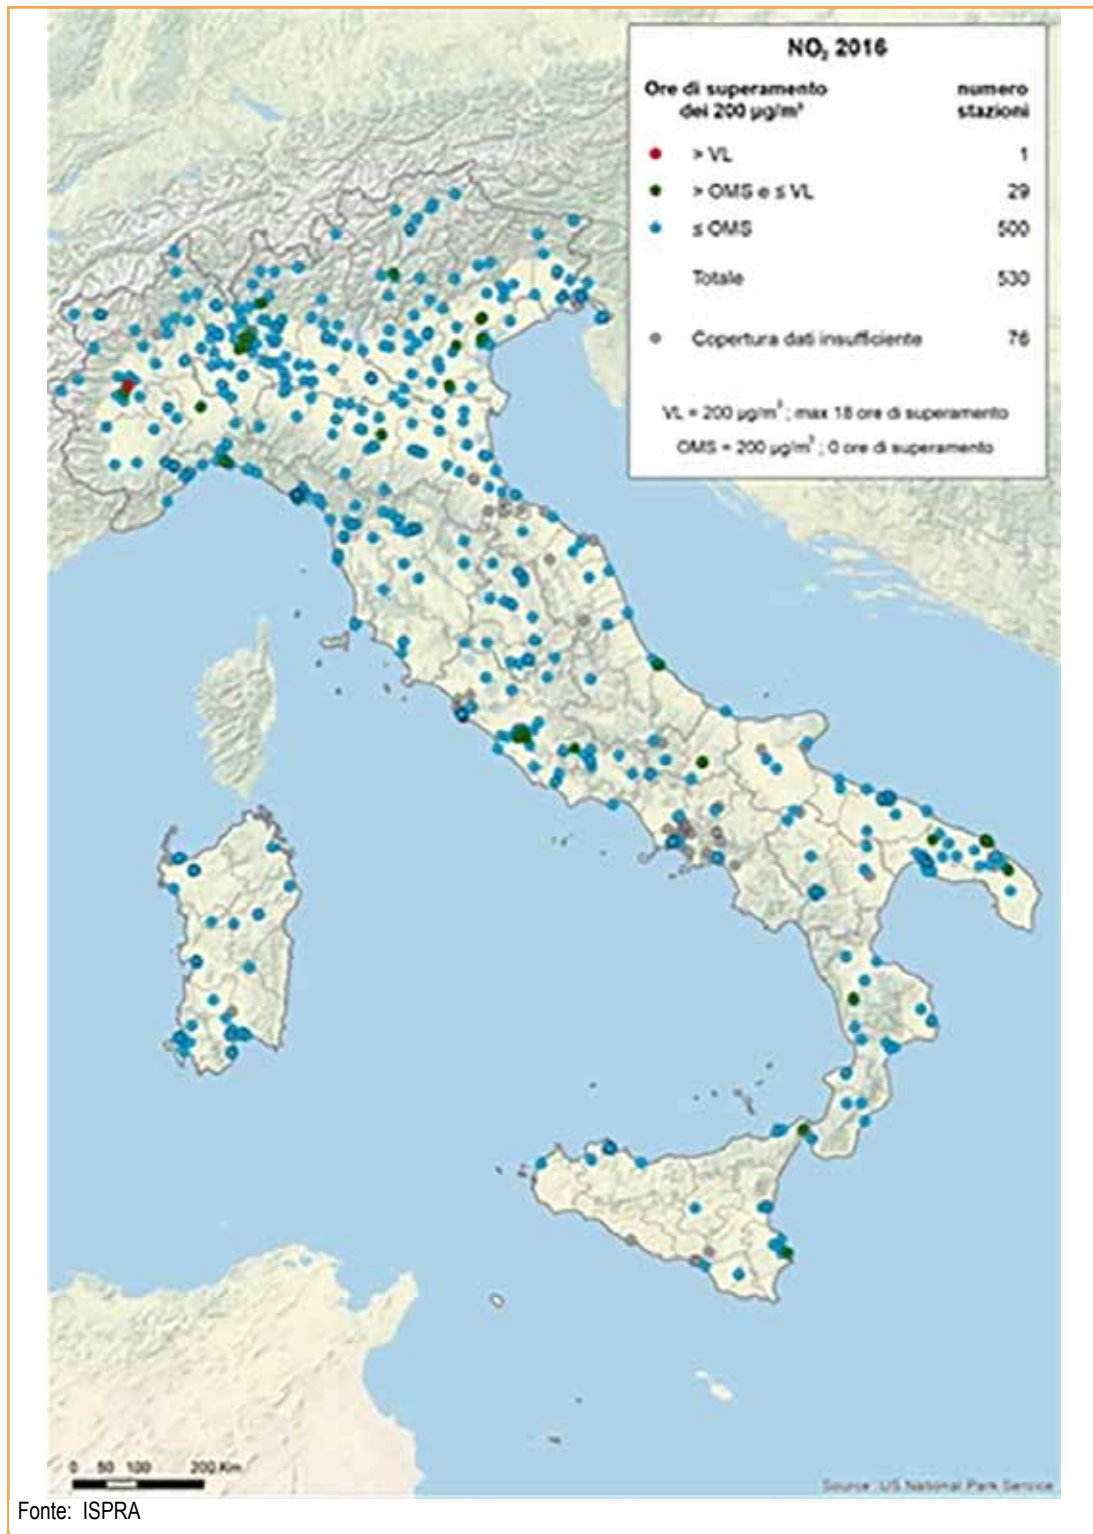 NO₂ 2016
Ore di superamento dei 200 µg/m³
numero stazioni
> VL 1
> OMS e ≤ VL 29
≤ OMS 500
Totale 530
Copertura dati insufficiente 76
VL = 200 µg/m³ ; max 18 ore di superamento
OMS = 200 µg/m³ ; 0 ore di superamento
0 50 100 200 Km
Source : US National Park Service
Fonte: ISPRA